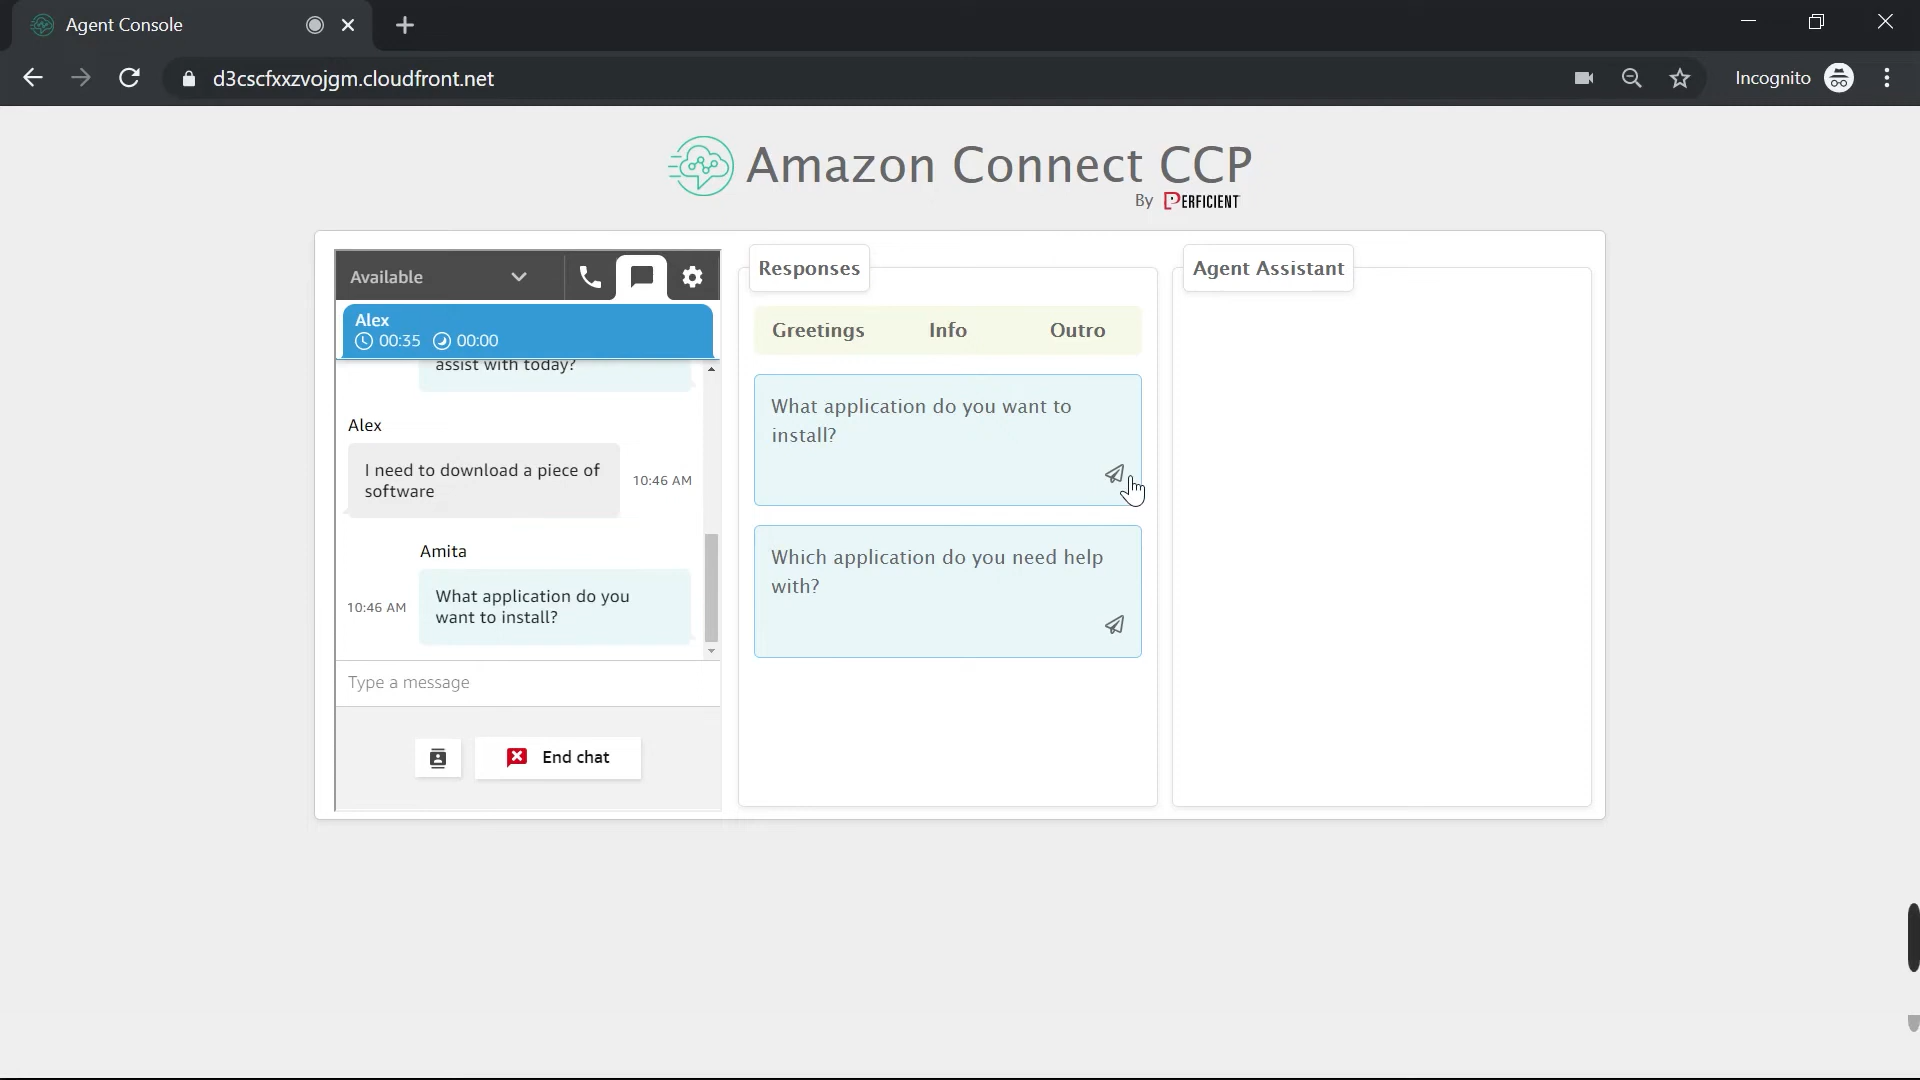 Agent Console
d3cscfxxzvojgm.cloudfront.net
Incognito
Amazon Connect CCP
By PERFICIENT
Available
Alex
00:35 00:00
assist with today?
Alex
I need to download a piece of
software
10:46 AM
Amita
What application do you
want to install?
10:46 AM
Type a message
End chat
Responses
Greetings Info Outro
What application do you want to
install?
Which application do you need help
with?
Agent Assistant